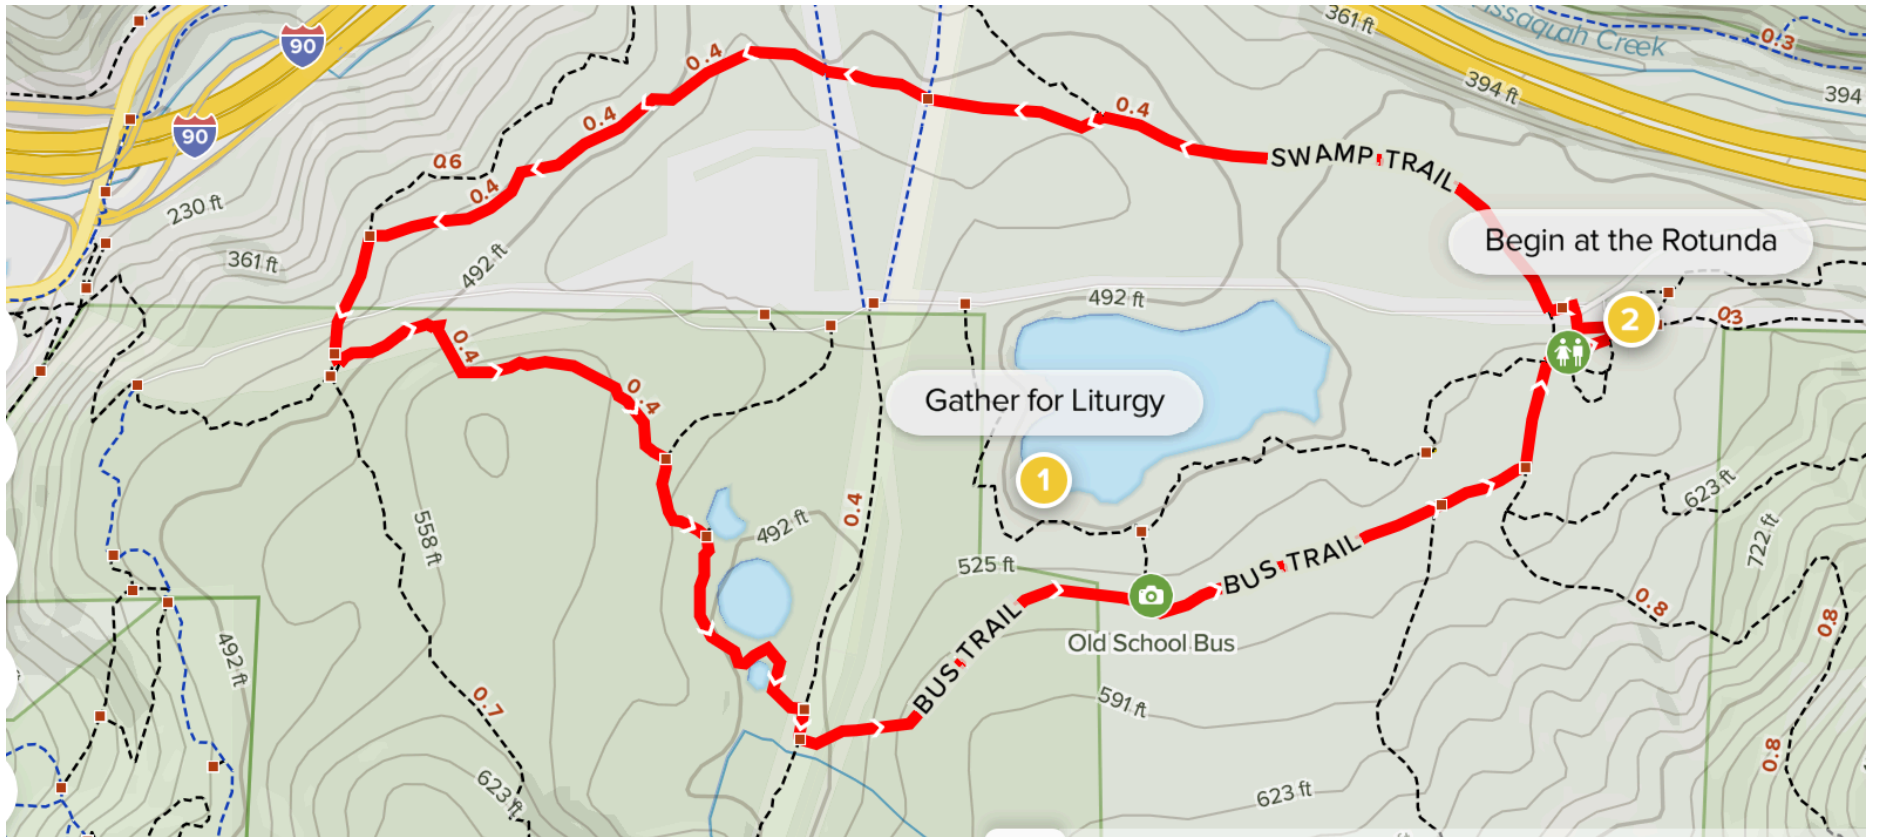 361 ft
Issaquah Creek
0.3
90
394 ft
394
0.4
0.4
90
0.4
SWAMP TRAIL
0.6
0.4
230 ft
Begin at the Rotunda
361 ft
492 ft
492 ft
2
0.3
0.4
0.4
Gather for Liturgy
1
623 ft
0.4
558 ft
492 ft
722 ft
525 ft
BUS TRAIL
0.8
0.8
Old School Bus
492 ft
BUS TRAIL
0.7
591 ft
0.8
623 ft
623 ft